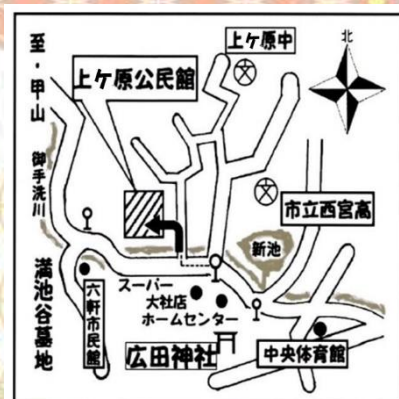 上ケ原中
北
至・甲山
上ケ原公民館
御手洗川
市立西宮高
新池
満池谷墓地
六軒市民館
スーパー
大社店
ホームセンター
広田神社
中央体育館